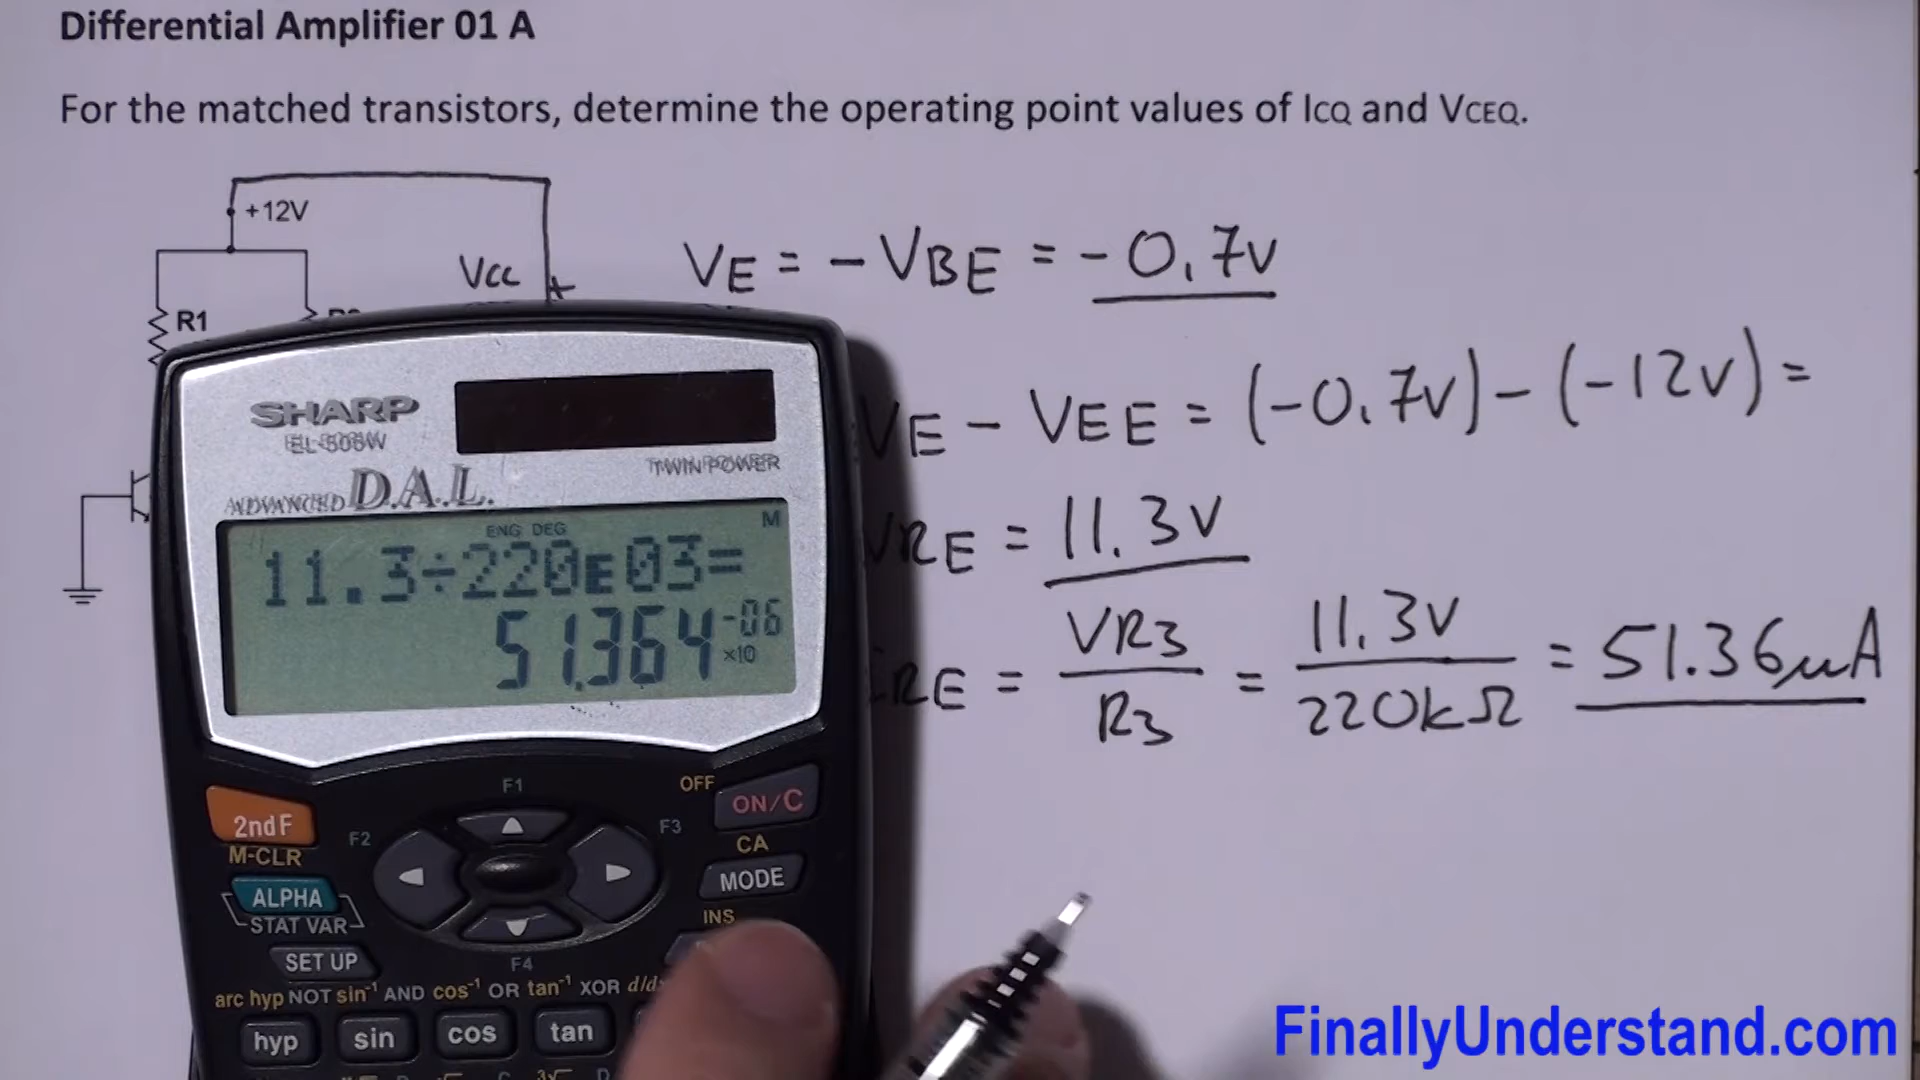 Differential Amplifier 01 A
For the matched transistors, determine the operating point values of ICQ and VCEQ.
+12V
Vcc
+
R1
VE = - VBE = -0.7V
VE - VEE = (-0.7V) - (-12V) =
VRE = 11.3V
IRE = VR3 / R3 = 11.3V / 220kΩ = 51.36μA
SHARP
EL-506W
TWIN POWER
ADVANCED D.A.L.
ENG DEG M
11.3÷220E03=
51.364 ×10 -06
F1
OFF
ON/C
2ndF
F2
F3
M-CLR
CA
ALPHA
MODE
STAT VAR
INS
SET UP
F4
arc hyp NOT sin⁻¹ AND cos⁻¹ OR tan⁻¹ XOR
hyp sin cos tan
FinallyUnderstand.com